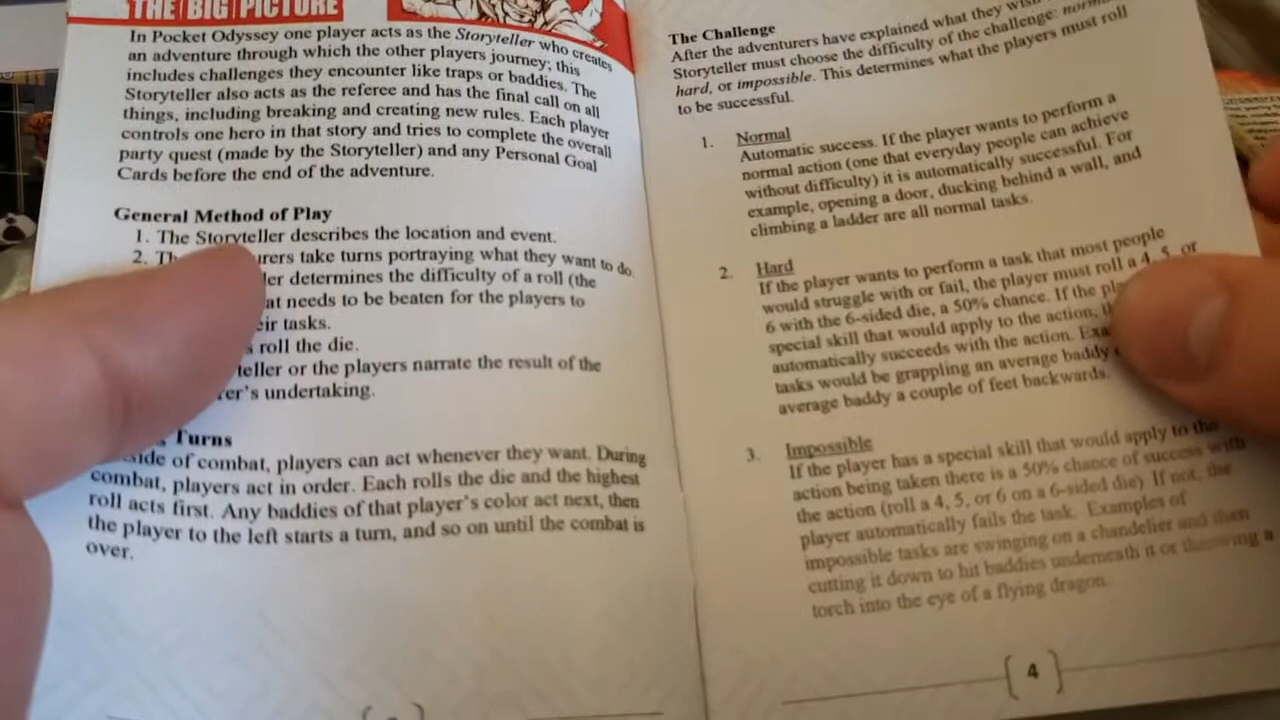 THE BIG PICTURE
In Pocket Odyssey one player acts as the Storyteller who creates
an adventure through which the other players journey; this
includes challenges they encounter like traps or baddies. The
Storyteller also acts as the referee and has the final call on all
things, including breaking and creating new rules. Each player
controls one hero in that story and tries to complete the overall
party quest (made by the Storyteller) and any Personal Goal
Cards before the end of the adventure.
General Method of Play
1. The Storyteller describes the location and event.
2. take turns portraying what they want to do.
determines the difficulty of a roll (the
needs to be beaten for the players to
tasks.
roll the die.
or the players narrate the result of the
undertaking.
Turns
of combat, players can act whenever they want. During
combat, players act in order. Each rolls the die and the highest
roll acts first. Any baddies of that player's color act next, then
the player to the left starts a turn, and so on until the combat is
over.
The Challenge
After the adventurers have explained what they
Storyteller must choose the difficulty of the challenge:
hard, or impossible. This determines what the players must roll
to be successful.
1. Normal
Automatic success. If the player wants to perform a
normal action (one that everyday people can achieve
without difficulty) it is automatically successful. For
example, opening a door, ducking behind a wall, and
climbing a ladder are all normal tasks.
2. Hard
If the player wants to perform a task that most people
would struggle with or fail, the player must roll a 4, 5, or
6 with the 6-sided die, a 50% chance. If the
special skill that would apply to the action,
automatically succeeds with the action.
tasks would be grappling an average baddy
average baddy a couple of feet backwards.
3. Impossible
If the player has a special skill that would apply to the
action being taken there is a 50% chance of success with
the action (roll a 4, 5, or 6 on a 6-sided die). If not, the
player automatically fails the task. Examples of
impossible tasks are swinging on a chandelier and then
cutting it down to hit baddies underneath it or throwing a
torch into the eye of a flying dragon.
4